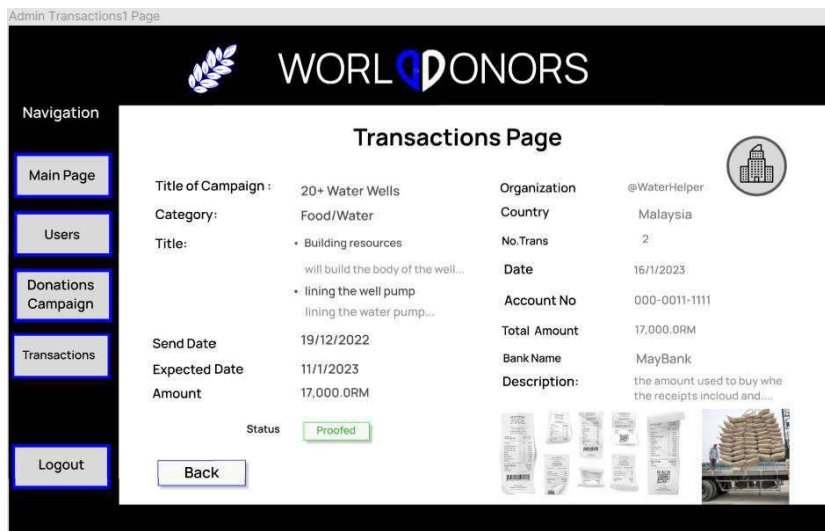 Admin Transactions1 Page
WORLD DONORS
Navigation
Main Page
Users
Donations
Campaign
Transactions
Logout
Transactions Page
Title of Campaign :
20+ Water Wells
Category:
Food/Water
Title:
• Building resources
will build the body of the well...
• lining the well pump
lining the water pump...
Send Date
19/12/2022
Expected Date
11/1/2023
Amount
17,000.0RM
Status
Proofed
Back
Organization
@WaterHelper
Country
Malaysia
No.Trans
2
Date
16/1/2023
Account No
000-0011-1111
Total Amount
17,000.0RM
Bank Name
MayBank
Description:
the amount used to buy whe
the receipts incloud and....